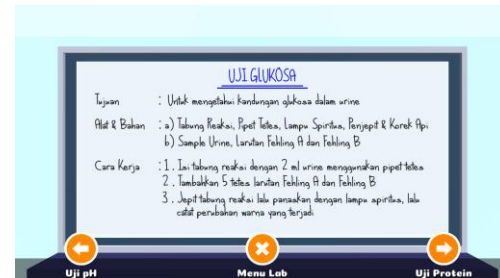 UJI GLUKOSA
Tujuan : Untuk mengetahui kandungan glukosa dalam urine
Alat & Bahan : a) Tabung Reaksi, Pipet Tetes, Lampu Spiritus, Penjepit & Korek Api
b) Sample Urine, Larutan Fehling A dan Fehling B
Cara Kerja : 1. Isi tabung reaksi dengan 2 ml urine menggunakan pipet tetes
2. Tambahkan 5 tetes larutan Fehling A dan Fehling B
3. Jepit tabung reaksi lalu panaskan dengan lampu spiritus, lalu
catat perubahan warna yang terjadi
Uji pH
Menu Lab
Uji Protein